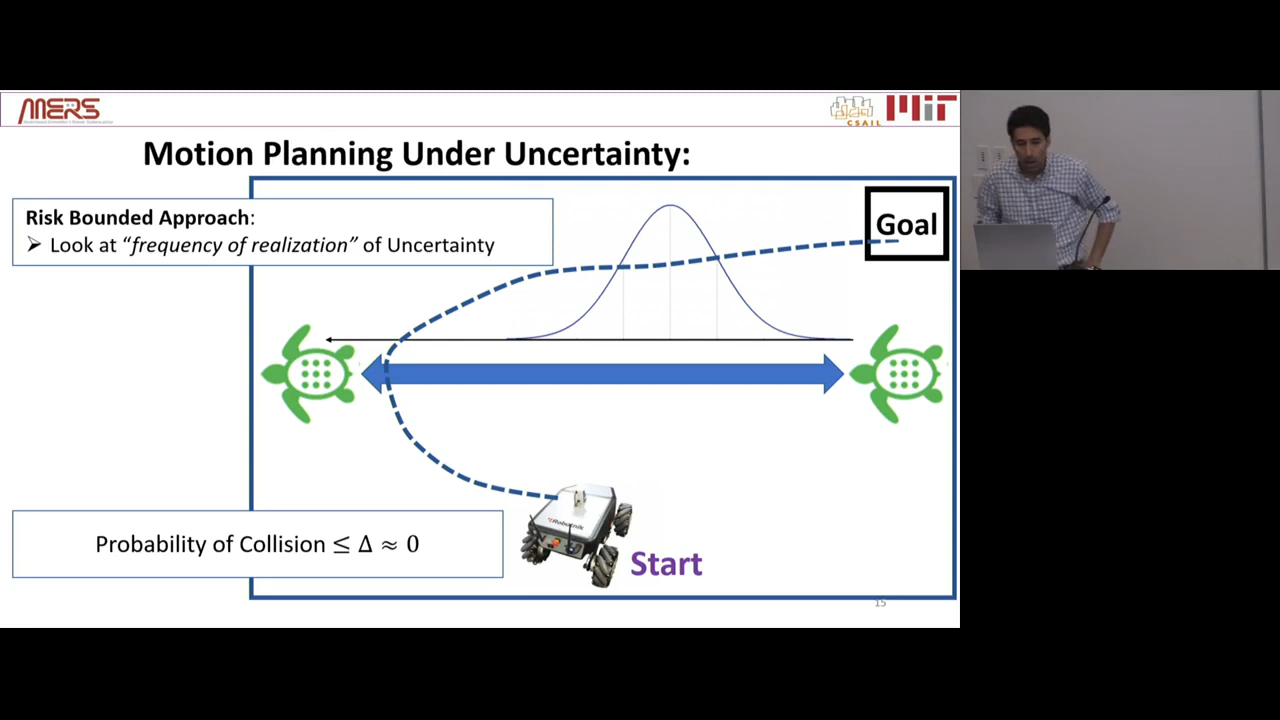 MERS
CSAIL
MIT
Motion Planning Under Uncertainty:
Risk Bounded Approach:
➢ Look at “frequency of realization” of Uncertainty
Goal
Probability of Collision ≤ Δ ≈ 0
Robotnik
Start
15